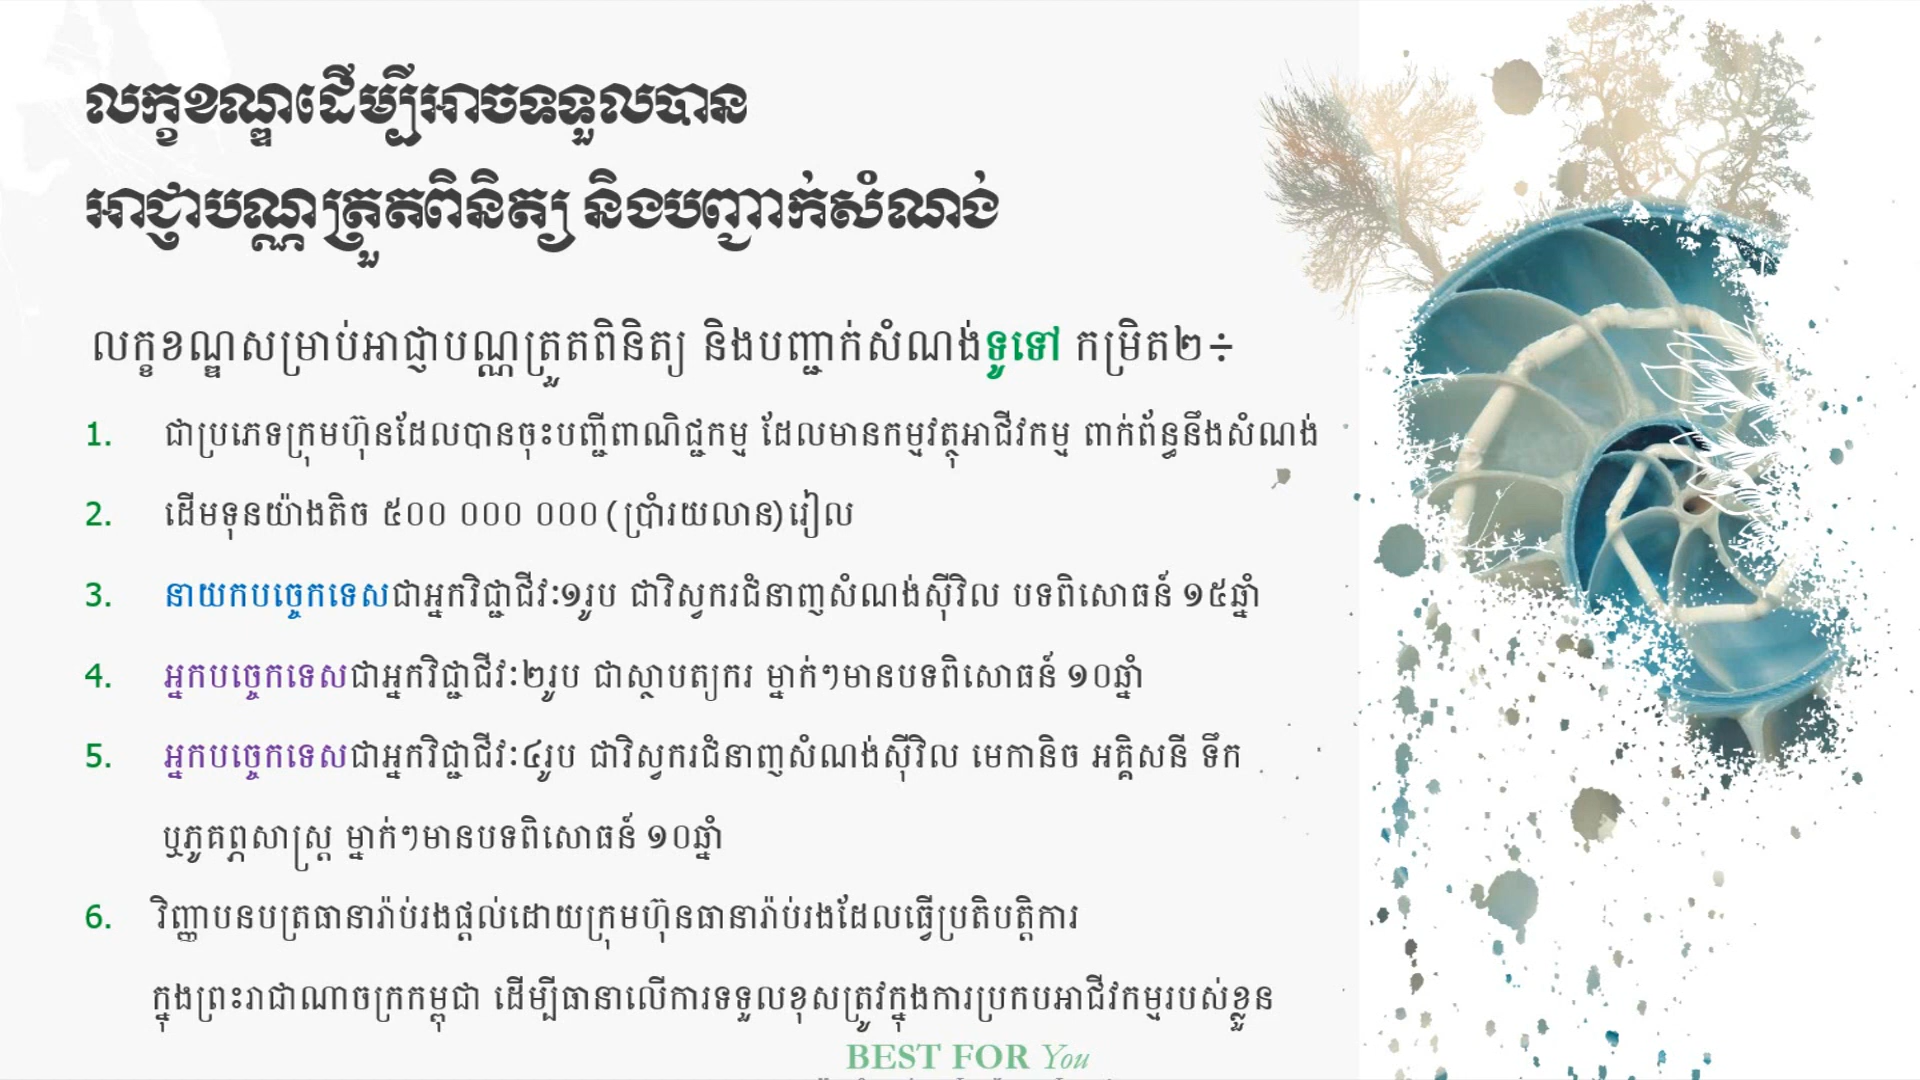 លក្ខខណ្ឌដើម្បីអាចទទួលបាន
អាជ្ញាបណ្ណត្រួតពិនិត្យ និងបញ្ជាក់សំណង់
លក្ខខណ្ឌសម្រាប់អាជ្ញាបណ្ណត្រួតពិនិត្យ និងបញ្ជាក់សំណង់ទូទៅ កម្រិត២÷
1. ជាប្រភេទក្រុមហ៊ុនដែលបានចុះបញ្ជីពាណិជ្ជកម្ម ដែលមានកម្មវត្ថុអាជីវកម្ម ពាក់ព័ន្ធនឹងសំណង់
2. ដើមទុនយ៉ាងតិច ៥០០ ០០០ ០០០ (ប្រាំរយលាន) រៀល
3. នាយកបច្ចេកទេសជាអ្នកវិជ្ជាជីវៈ១រូប ជាវិស្វករជំនាញសំណង់ស៊ីវិល បទពិសោធន៍ ១៥ឆ្នាំ
4. អ្នកបច្ចេកទេសជាអ្នកវិជ្ជាជីវៈ២រូប ជាស្ថាបត្យករ ម្នាក់ៗមានបទពិសោធន៍ ១០ឆ្នាំ
5. អ្នកបច្ចេកទេសជាអ្នកវិជ្ជាជីវៈ៤រូប ជាវិស្វករជំនាញសំណង់ស៊ីវិល មេកានិច អគ្គិសនី ទឹក
ឬភូគព្ភសាស្ត្រ ម្នាក់ៗមានបទពិសោធន៍ ១០ឆ្នាំ
6. វិញ្ញាបនបត្រធានារ៉ាប់រងផ្តល់ដោយក្រុមហ៊ុនធានារ៉ាប់រងដែលធ្វើប្រតិបត្តិការ
ក្នុងព្រះរាជាណាចក្រកម្ពុជា ដើម្បីធានាលើការទទួលខុសត្រូវក្នុងការប្រកបអាជីវកម្មរបស់ខ្លួន
BEST FOR You